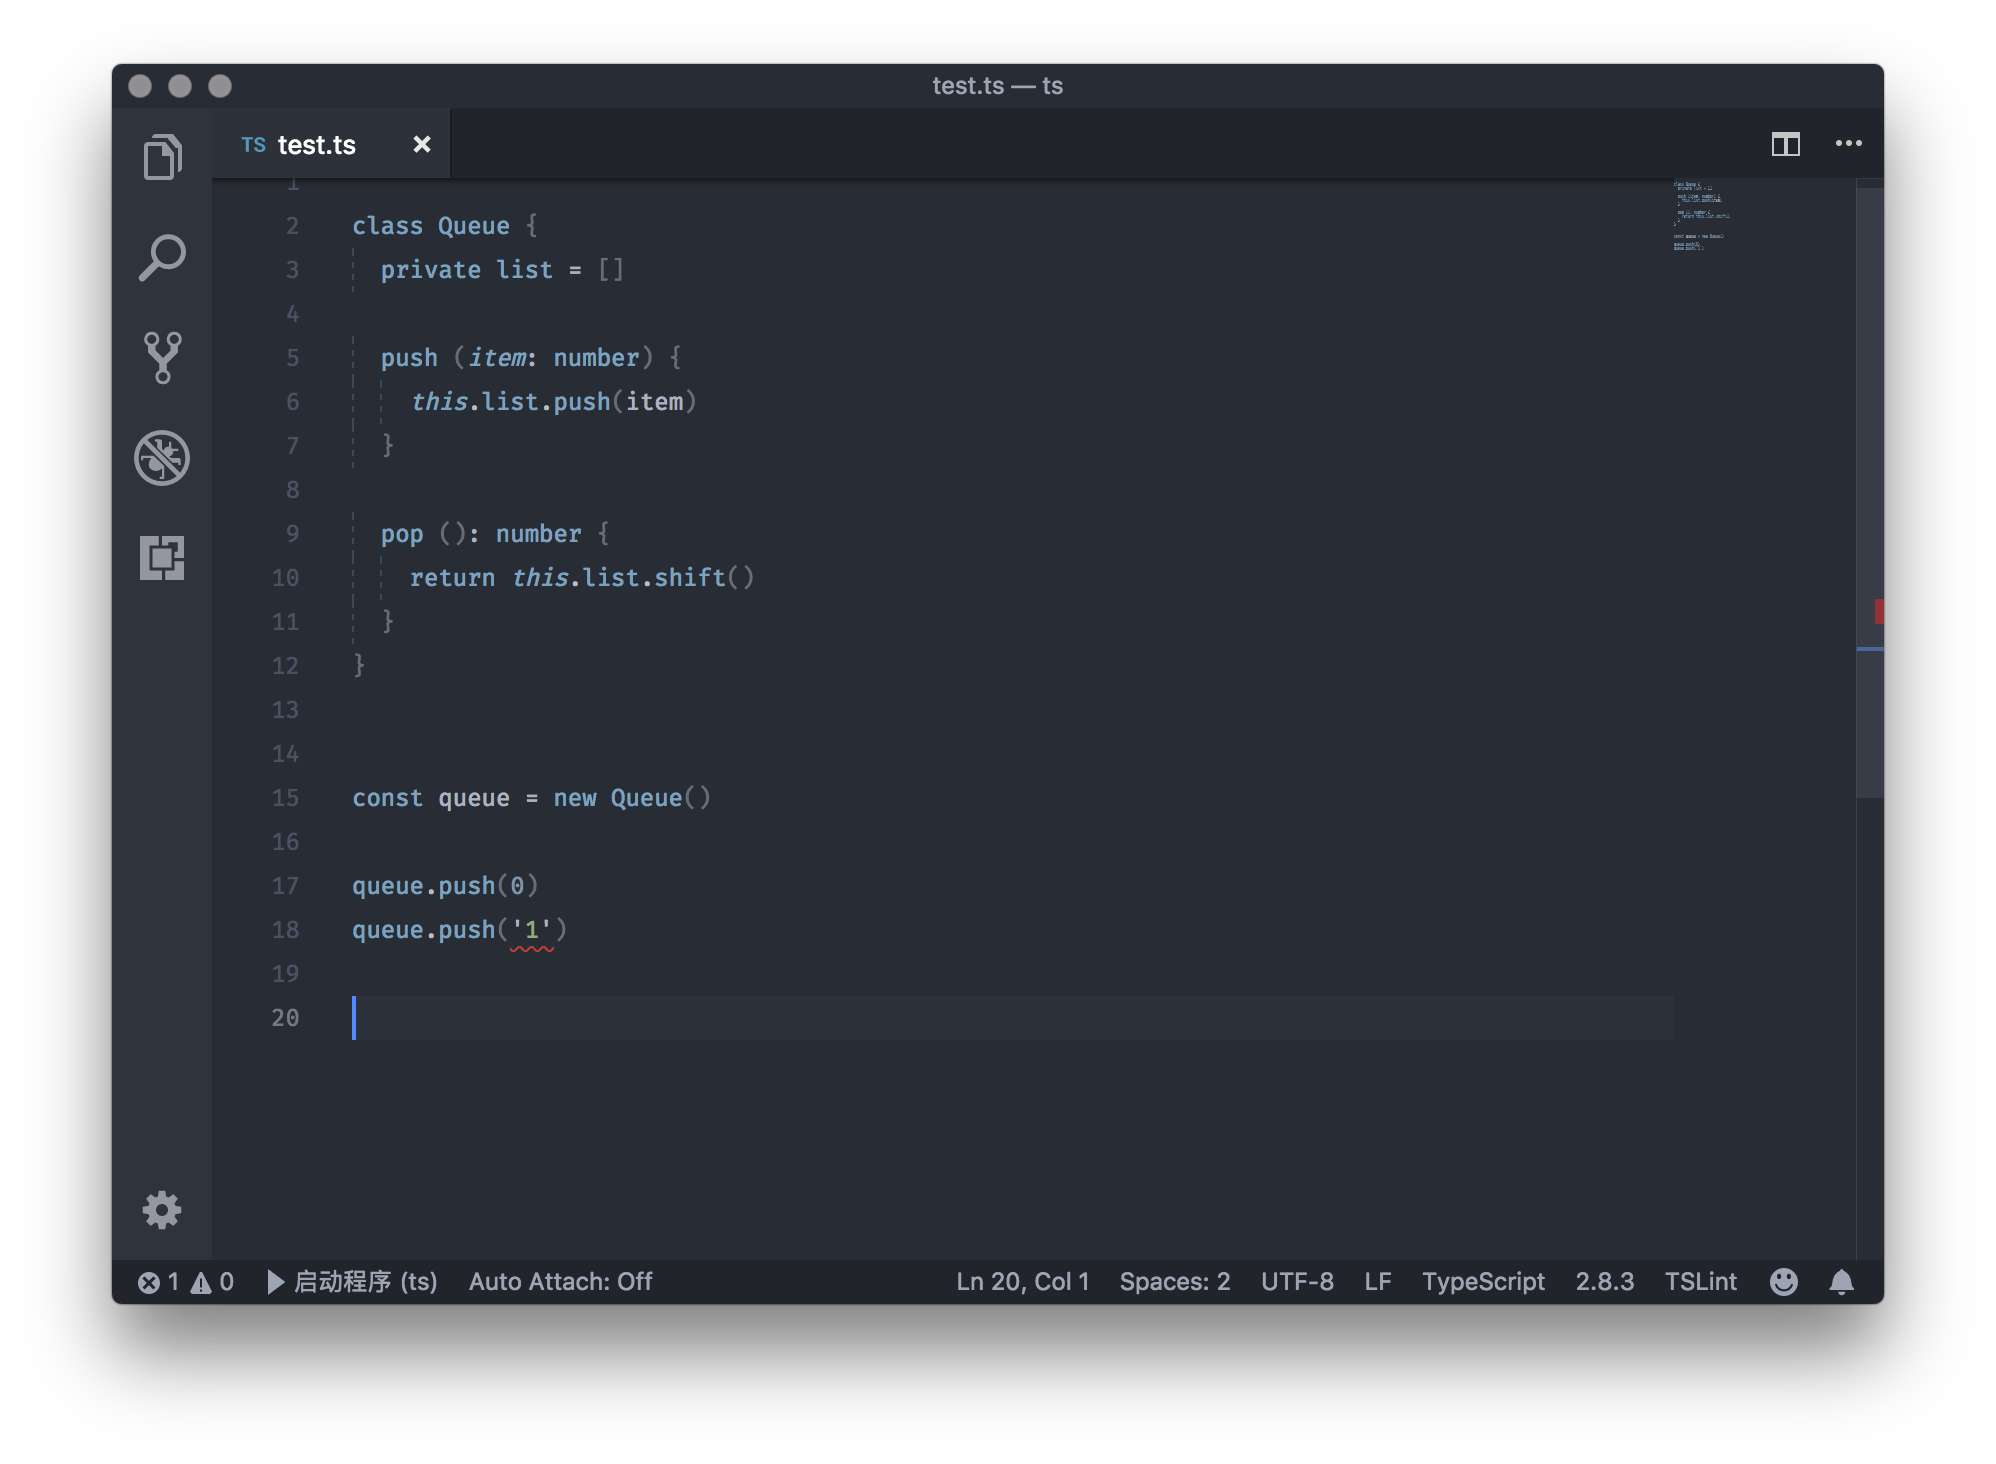 test.ts — ts
TS test.ts
1
2 class Queue {
3 private list = []
4
5 push (item: number) {
6 this.list.push(item)
7 }
8
9 pop (): number {
10 return this.list.shift()
11 }
12 }
13
14
15 const queue = new Queue()
16
17 queue.push(0)
18 queue.push('1')
19
20
1 0 启动程序 (ts) Auto Attach: Off Ln 20, Col 1 Spaces: 2 UTF-8 LF TypeScript 2.8.3 TSLint